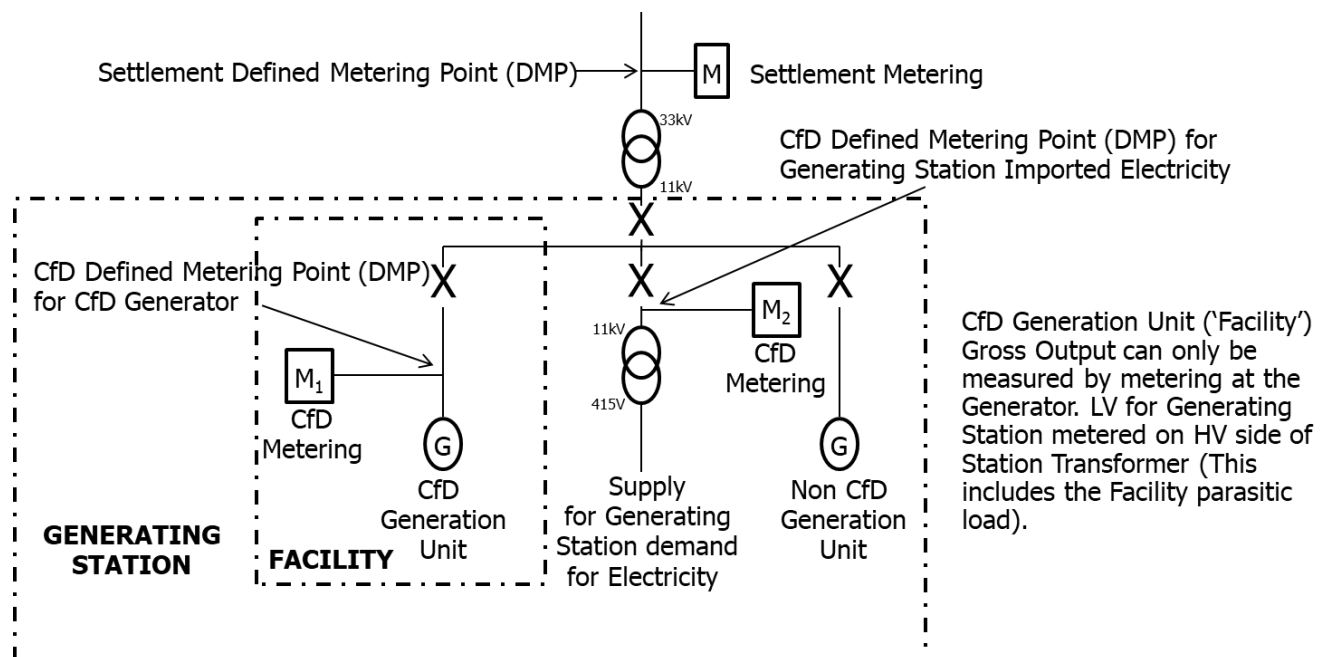 Settlement Defined Metering Point (DMP)
M
Settlement Metering
33kV
11kV
CfD Defined Metering Point (DMP) for
Generating Station Imported Electricity
CfD Defined Metering Point (DMP)
for CfD Generator
X
X
X
X
M₁
CfD
Metering
11kV
415V
M₂
CfD
Metering
G
CfD
Generation
Unit
Supply
for Generating
Station demand
for Electricity
G
Non CfD
Generation
Unit
GENERATING
STATION
FACILITY
CfD Generation Unit (‘Facility’)
Gross Output can only be
measured by metering at the
Generator. LV for Generating
Station metered on HV side of
Station Transformer (This
includes the Facility parasitic
load).